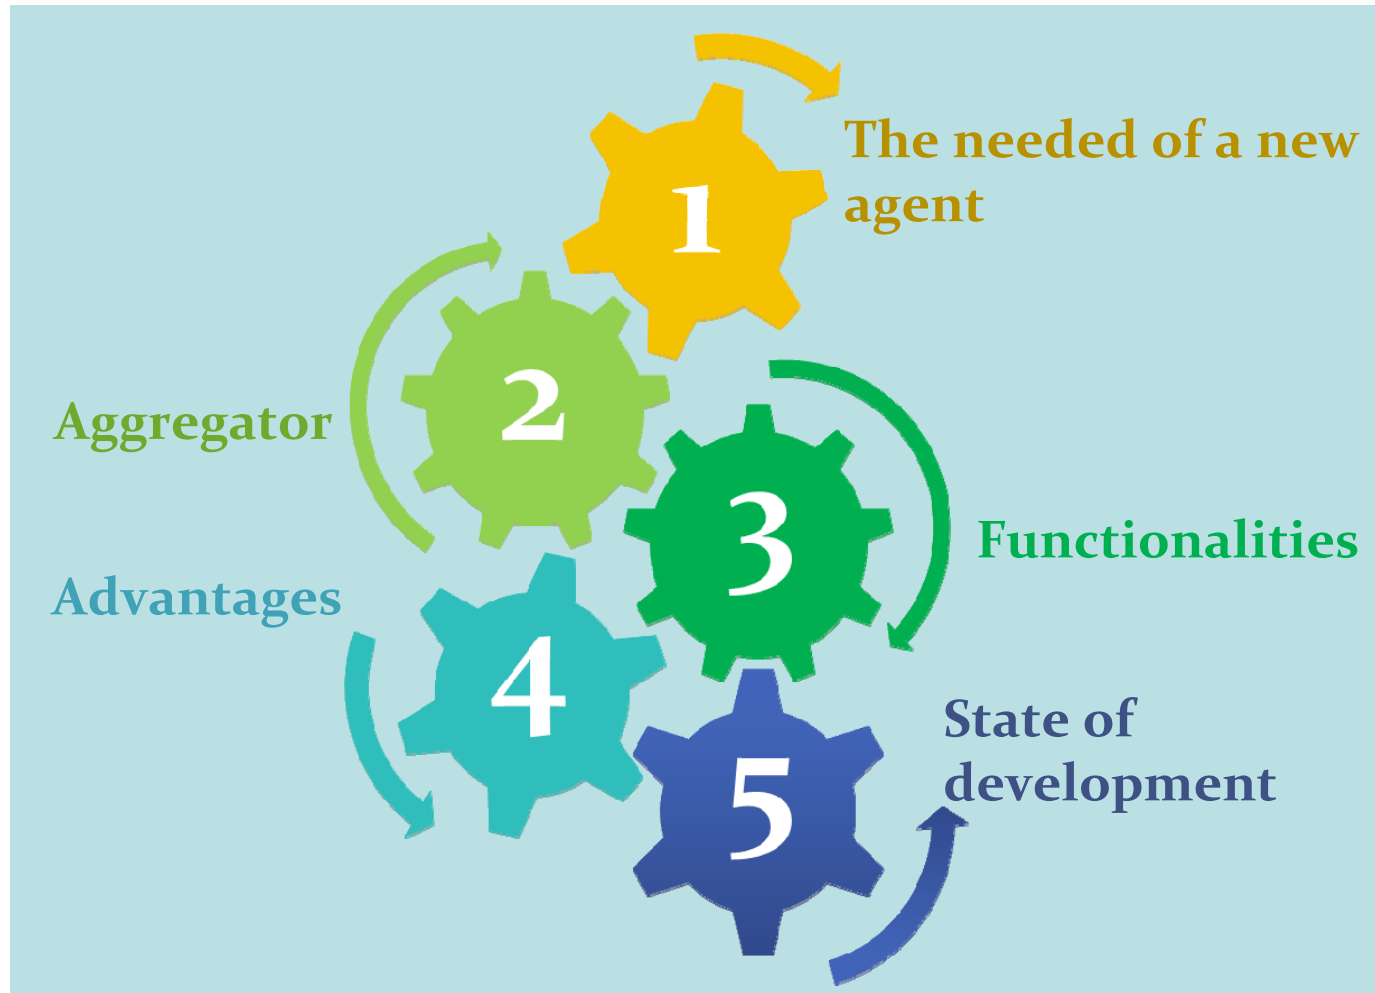 1
The needed of a new
agent
2
Aggregator
3
Functionalities
4
Advantages
5
State of
development